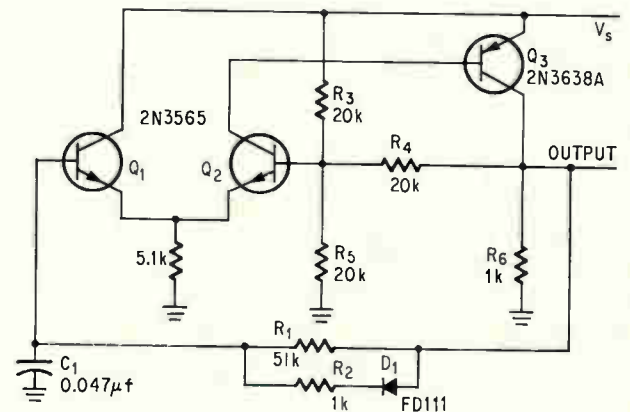 V_s
Q_3
2N3638A
R_3
20k
2N3565
R_4
20k
OUTPUT
Q_1
Q_2
5.1k
R_5
20k
R_6
1k
R_1
51k
C_1
0.047μf
R_2
1k
D_1
FD111